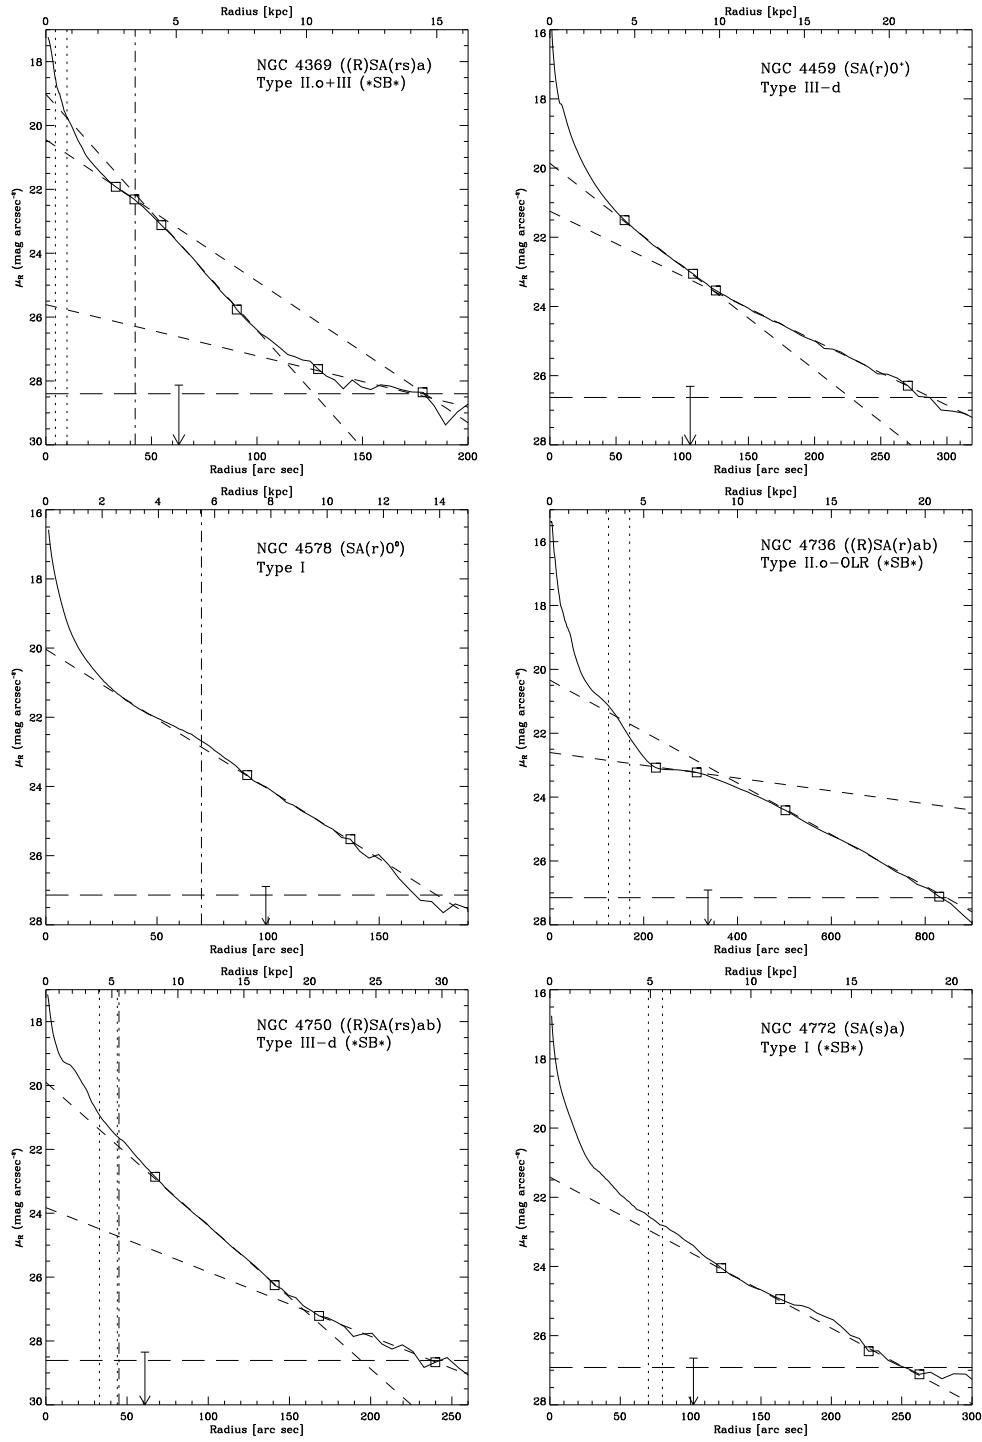 Radius [kpc]
0 5 10 15
18 20 22 24 26 28 30
μR (mag arcsec⁻²)
NGC 4369 ((R)SA(rs)a)
Type II.o+III (*SB*)
0 50 100 150 200
Radius [arc sec]
Radius [kpc]
0 5 10 15 20
16 18 20 22 24 26 28
μR (mag arcsec⁻²)
NGC 4459 (SA(r)0⁺)
Type III-d
0 50 100 150 200 250 300
Radius [arc sec]
Radius [kpc]
0 2 4 6 8 10 12 14
16 18 20 22 24 26 28
μR (mag arcsec⁻²)
NGC 4578 (SA(r)0⁰)
Type I
0 50 100 150
Radius [arc sec]
Radius [kpc]
0 5 10 15 20
16 18 20 22 24 26 28
μR (mag arcsec⁻²)
NGC 4736 ((R)SA(r)ab)
Type II.o-OLR (*SB*)
0 200 400 600 800
Radius [arc sec]
Radius [kpc]
0 5 10 15 20 25 30
18 20 22 24 26 28 30
μR (mag arcsec⁻²)
NGC 4750 ((R)SA(rs)ab)
Type III-d (*SB*)
0 50 100 150 200 250
Radius [arc sec]
Radius [kpc]
0 5 10 15 20
16 18 20 22 24 26 28
μR (mag arcsec⁻²)
NGC 4772 (SA(s)a)
Type I (*SB*)
0 50 100 150 200 250 300
Radius [arc sec]